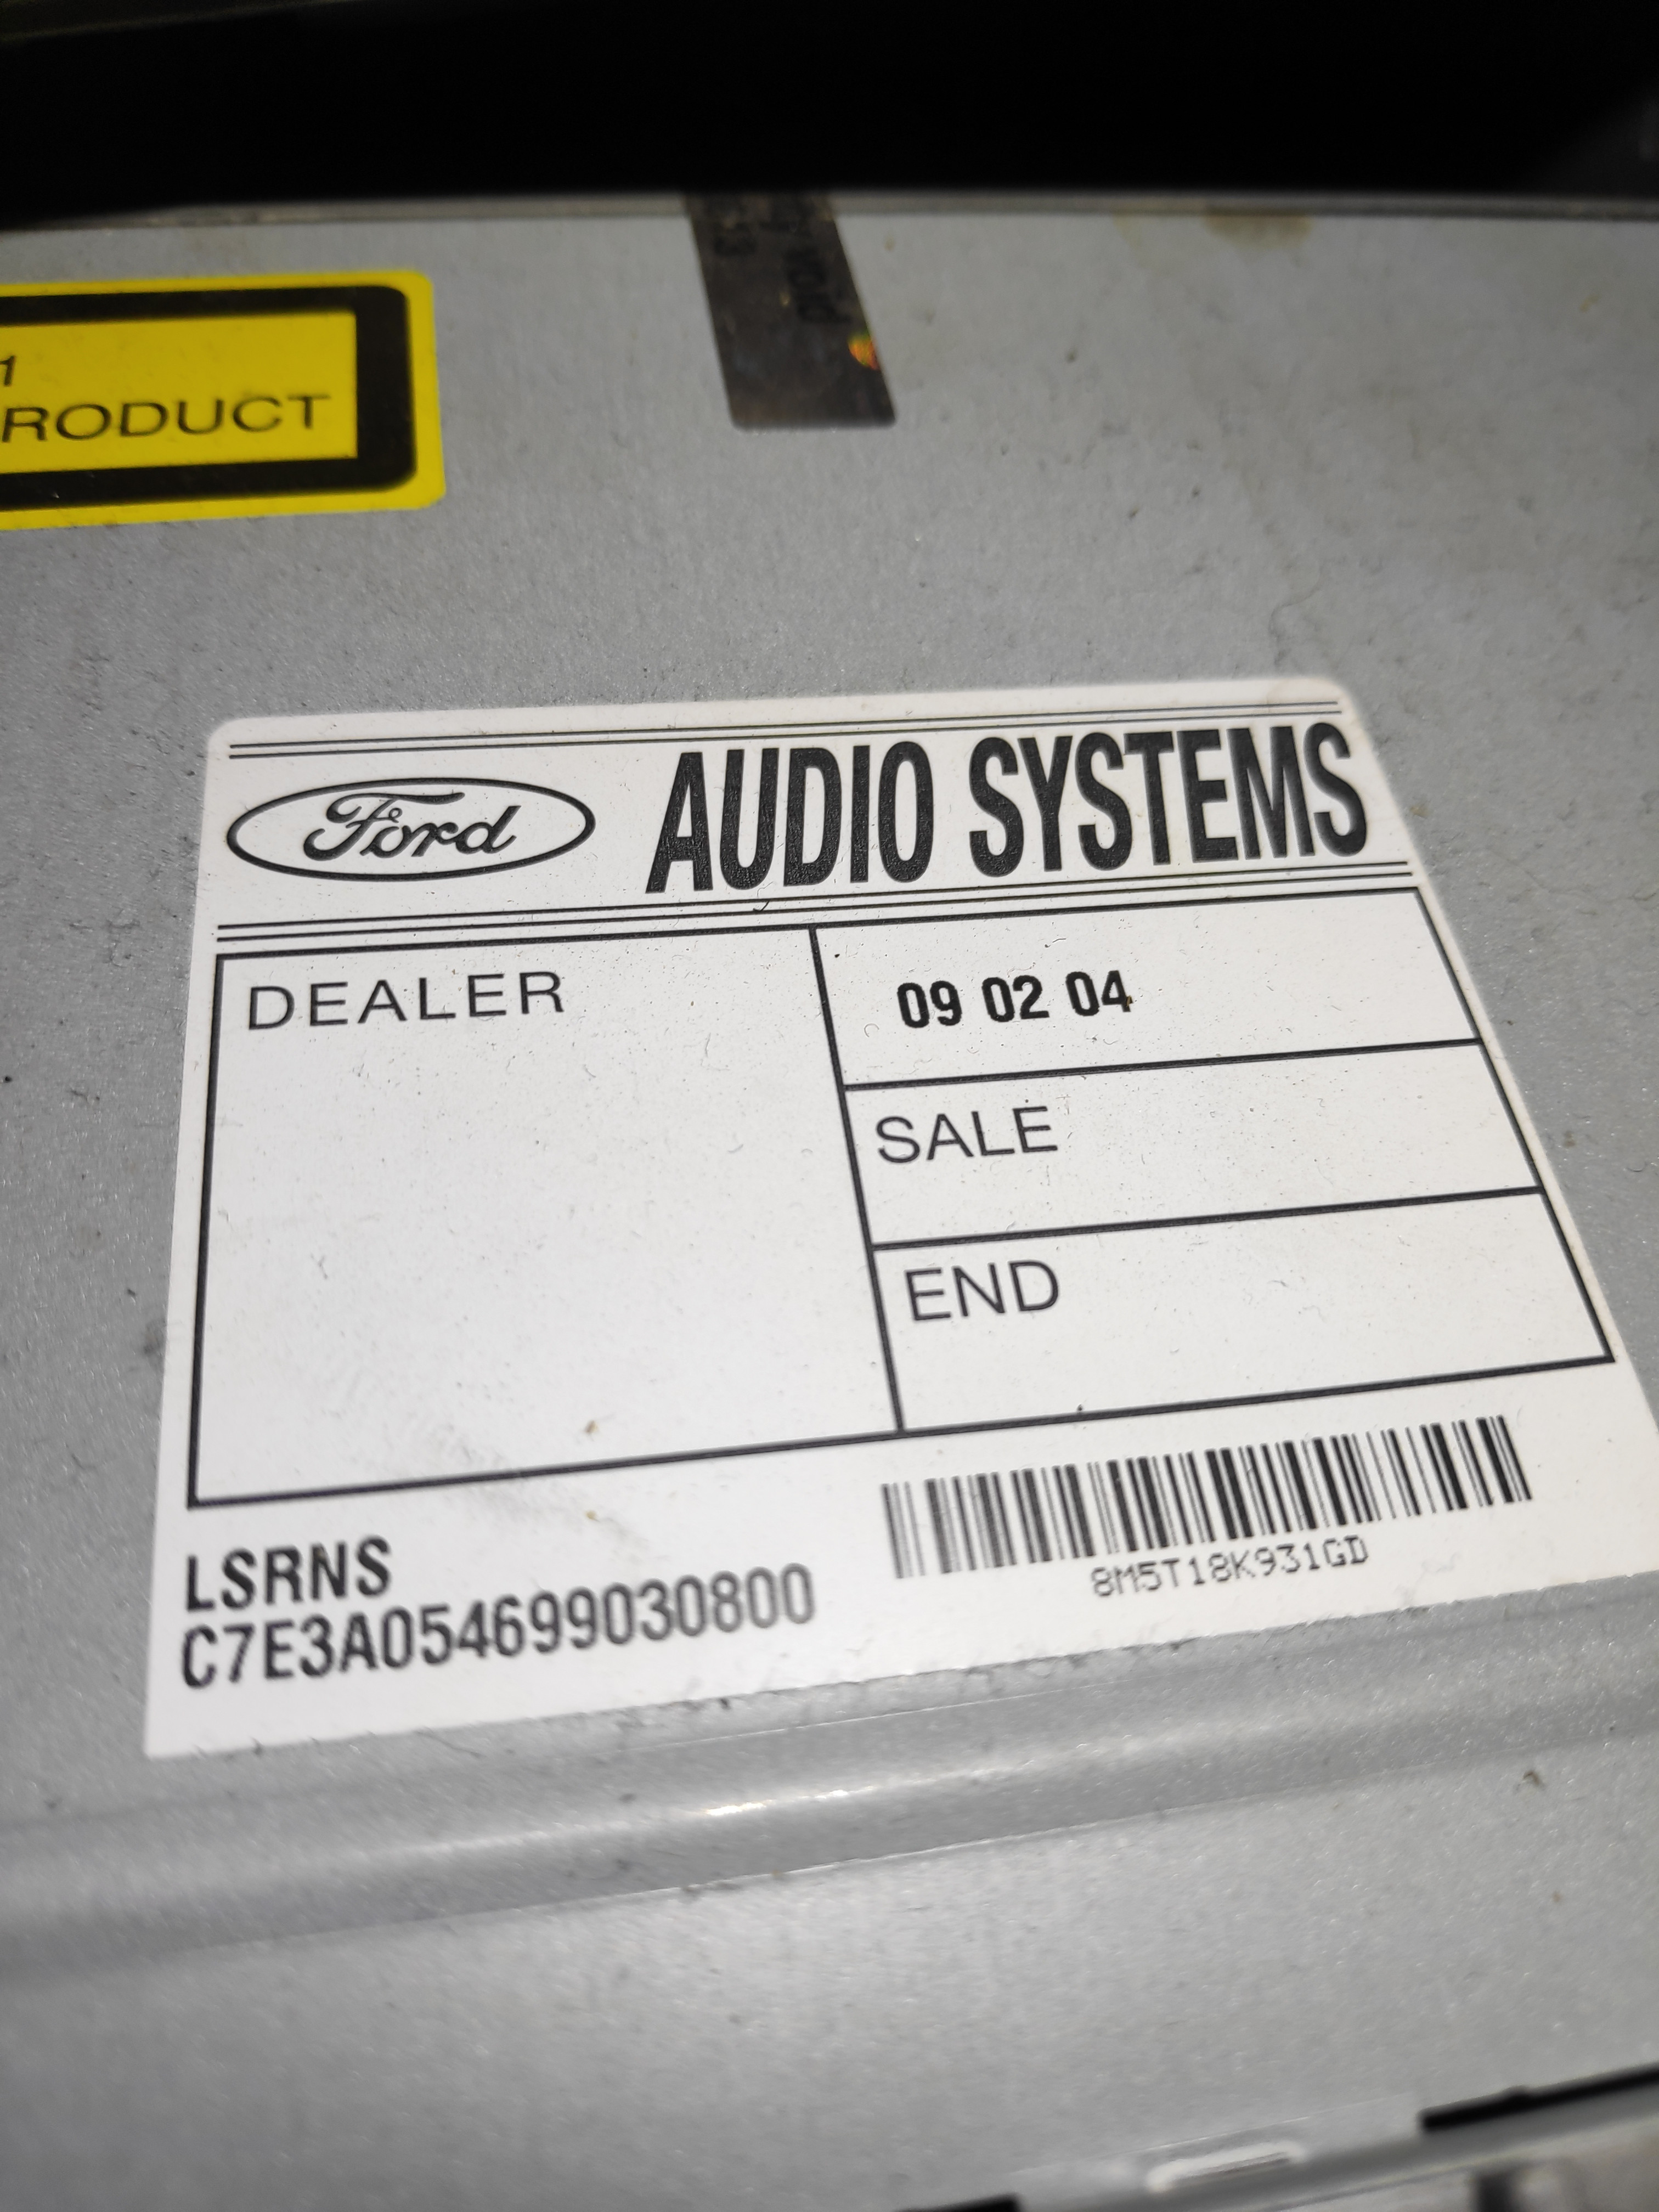 1
RODUCT
Ford AUDIO SYSTEMS
DEALER
09 02 04
SALE
END
LSRNS
C7E3A054699030800
8M5T18K931GD